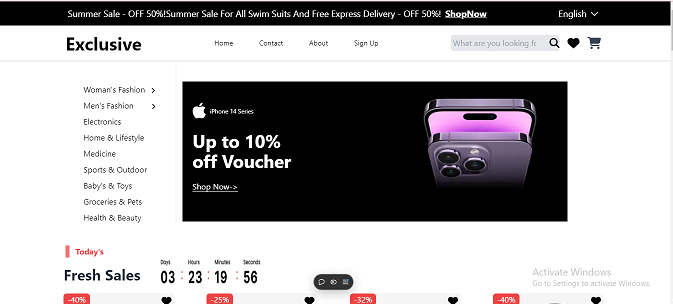 Summer Sale - OFF 50%!Summer Sale For All Swim Suits And Free Express Delivery - OFF 50%! ShopNow English
Exclusive Home Contact About Sign Up What are you looking fo
Woman's Fashion
Men's Fashion
Electronics
Home & Lifestyle
Medicine
Sports & Outdoor
Baby's & Toys
Groceries & Pets
Health & Beauty
iPhone 14 Series
Up to 10%
off Voucher
Shop Now->
Today's
Fresh Sales
Days Hours Minutes Seconds
03 : 23 : 19 : 56
Activate Windows
Go to Settings to activate Windows.
-40% -25% -32% -40%